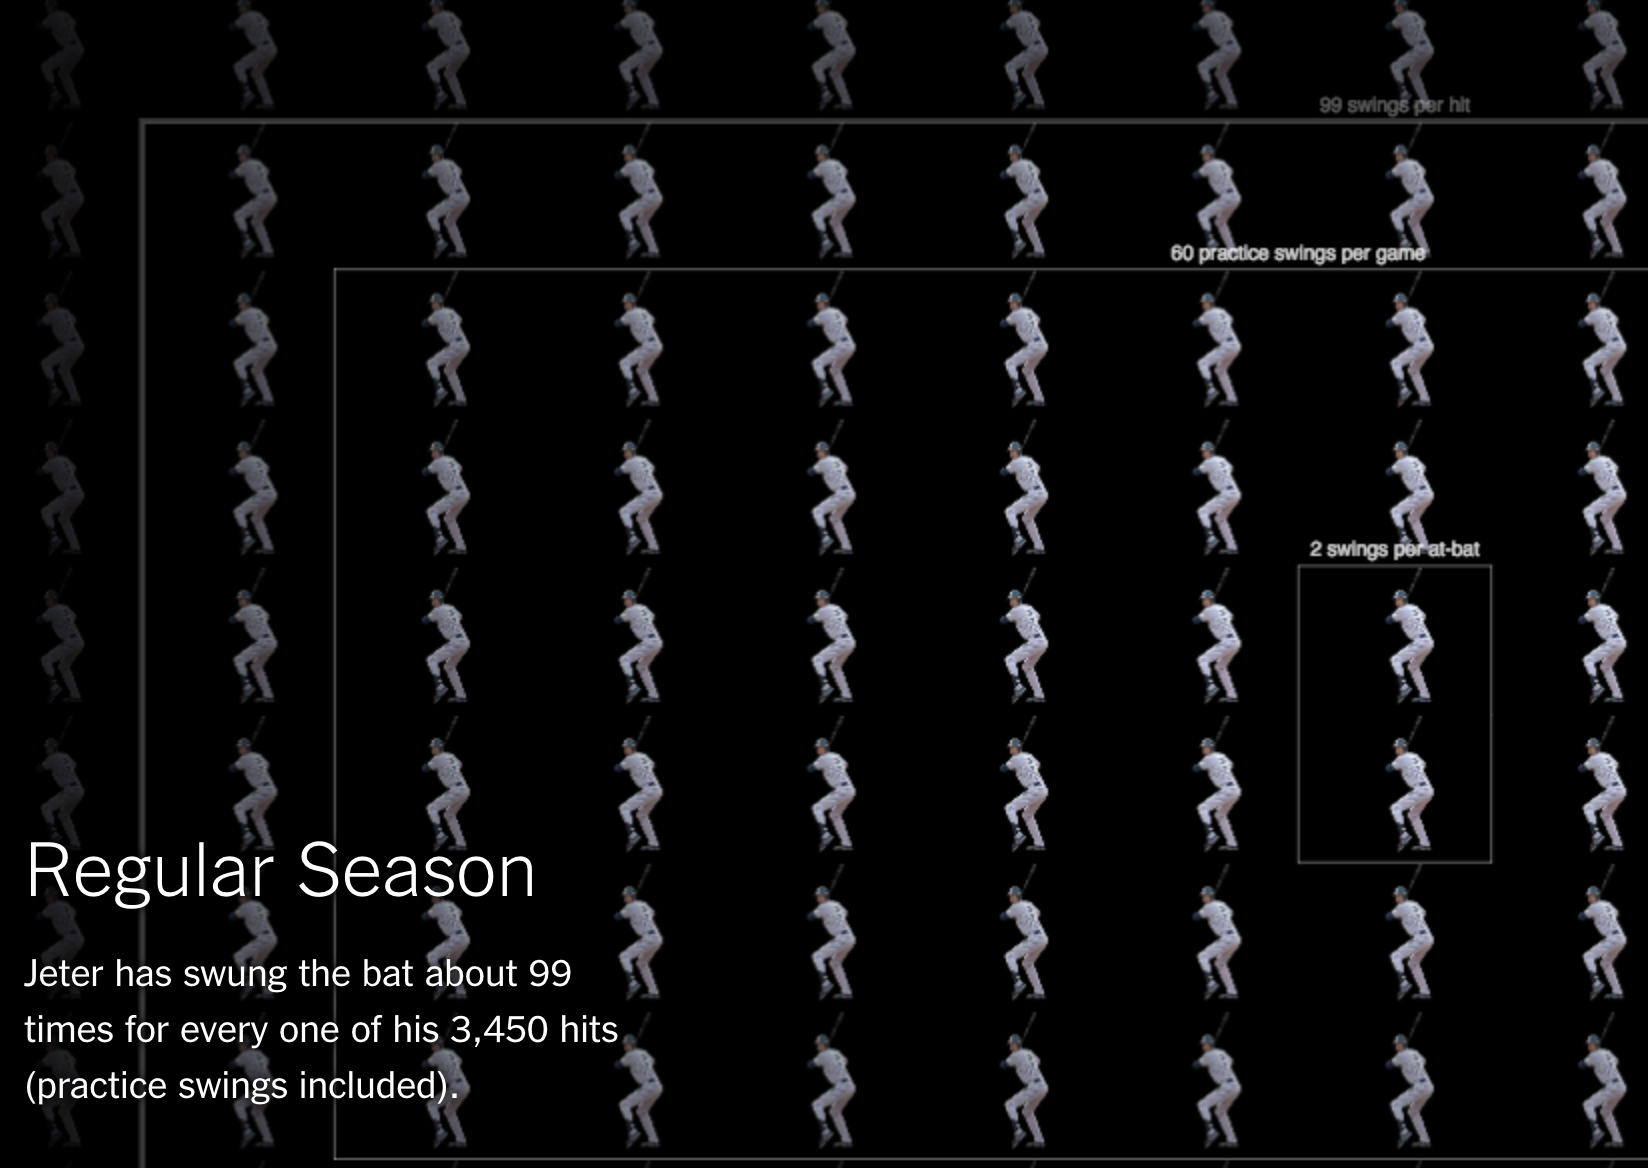 99 swings per hit
60 practice swings per game
2 swings per at-bat
Regular Season
Jeter has swung the bat about 99
times for every one of his 3,450 hits
(practice swings included).